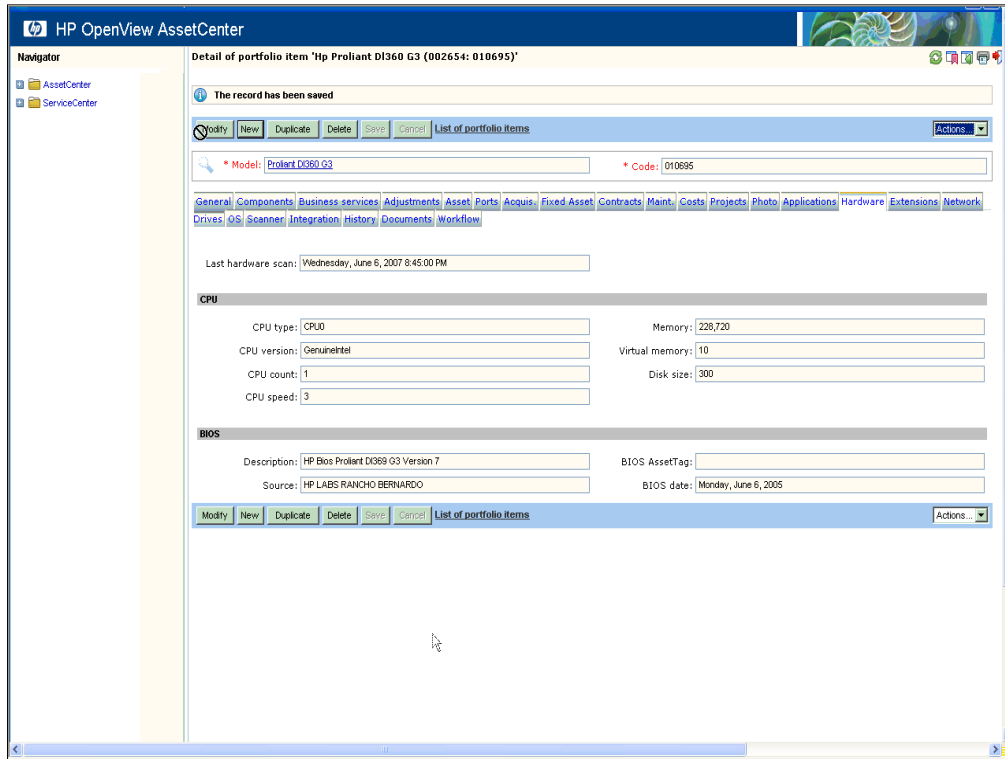 HP OpenView AssetCenter
Navigator
AssetCenter
ServiceCenter
Detail of portfolio item 'Hp Proliant Dl360 G3 (002654: 010695)'
The record has been saved
Modify New Duplicate Delete Save Cancel List of portfolio items Actions...
* Model: Proliant Dl360 G3 * Code: 010695
General Components Business services Adjustments Asset Ports Acquis. Fixed Asset Contracts Maint. Costs Projects Photo Applications Hardware Extensions Network
Drives OS Scanner Integration History Documents Workflow
Last hardware scan: Wednesday, June 6, 2007 8:45:00 PM
CPU
CPU type: CPU0 Memory: 228,720
CPU version: GenuineIntel Virtual memory: 10
CPU count: 1 Disk size: 300
CPU speed: 3
BIOS
Description: HP Bios Proliant Dl369 G3 Version 7 BIOS AssetTag:
Source: HP LABS RANCHO BERNARDO BIOS date: Monday, June 6, 2005
Modify New Duplicate Delete Save Cancel List of portfolio items Actions...